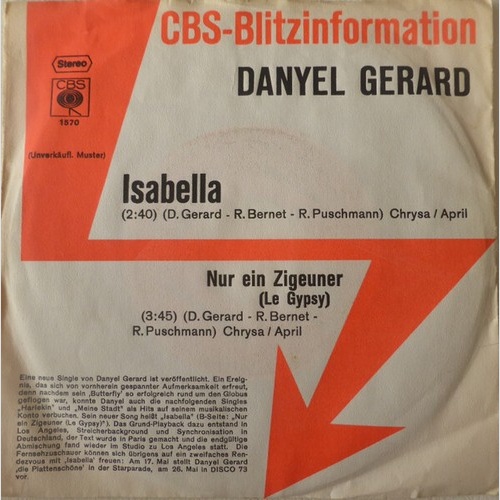 CBS-Blitzinformation
DANYEL GERARD
Stereo
CBS
1570
(Unverkäufl. Muster)
Isabella
(2:40) (D. Gerard - R. Bernet - R. Puschmann) Chrysa / April
Nur ein Zigeuner
(Le Gypsy)
(3:45) (D. Gerard - R. Bernet -
R. Puschmann) Chrysa / April
Eine neue Single von Danyel Gerard ist veröffentlicht. Ein Ereig-
nis, das sich von vornherein gespannter Aufmerksamkeit erfreut,
denn nachdem sein ‚Butterfly' so erfolgreich rund um den Globus
geflogen war, konnte Danyel auch die nachfolgenden Singles
„Harlekin" und „Meine Stadt" als Hits auf seinem musikalischen
Konto verbuchen. Sein neuer Song heißt „Isabella" (B-Seite: „Nur
ein Zigeuner (Le Gypsy)"). Das Grund-Playback dazu entstand in
Los Angeles, Streicherbackground und Synchronisation in
Deutschland, der Text wurde in Paris gemacht und die endgültige
Abmischung fand wieder im Studio zu Los Angeles statt. Die
Fernsehzuschauer können sich übrigens auf ein zweifaches Ren-
dezvous mit ‚Isabella' freuen: Am 17. Mai stellt Danyel Gerard
‚die Plattenschöne' in der Starparade, am 26. Mai in DISCO 73
vor.